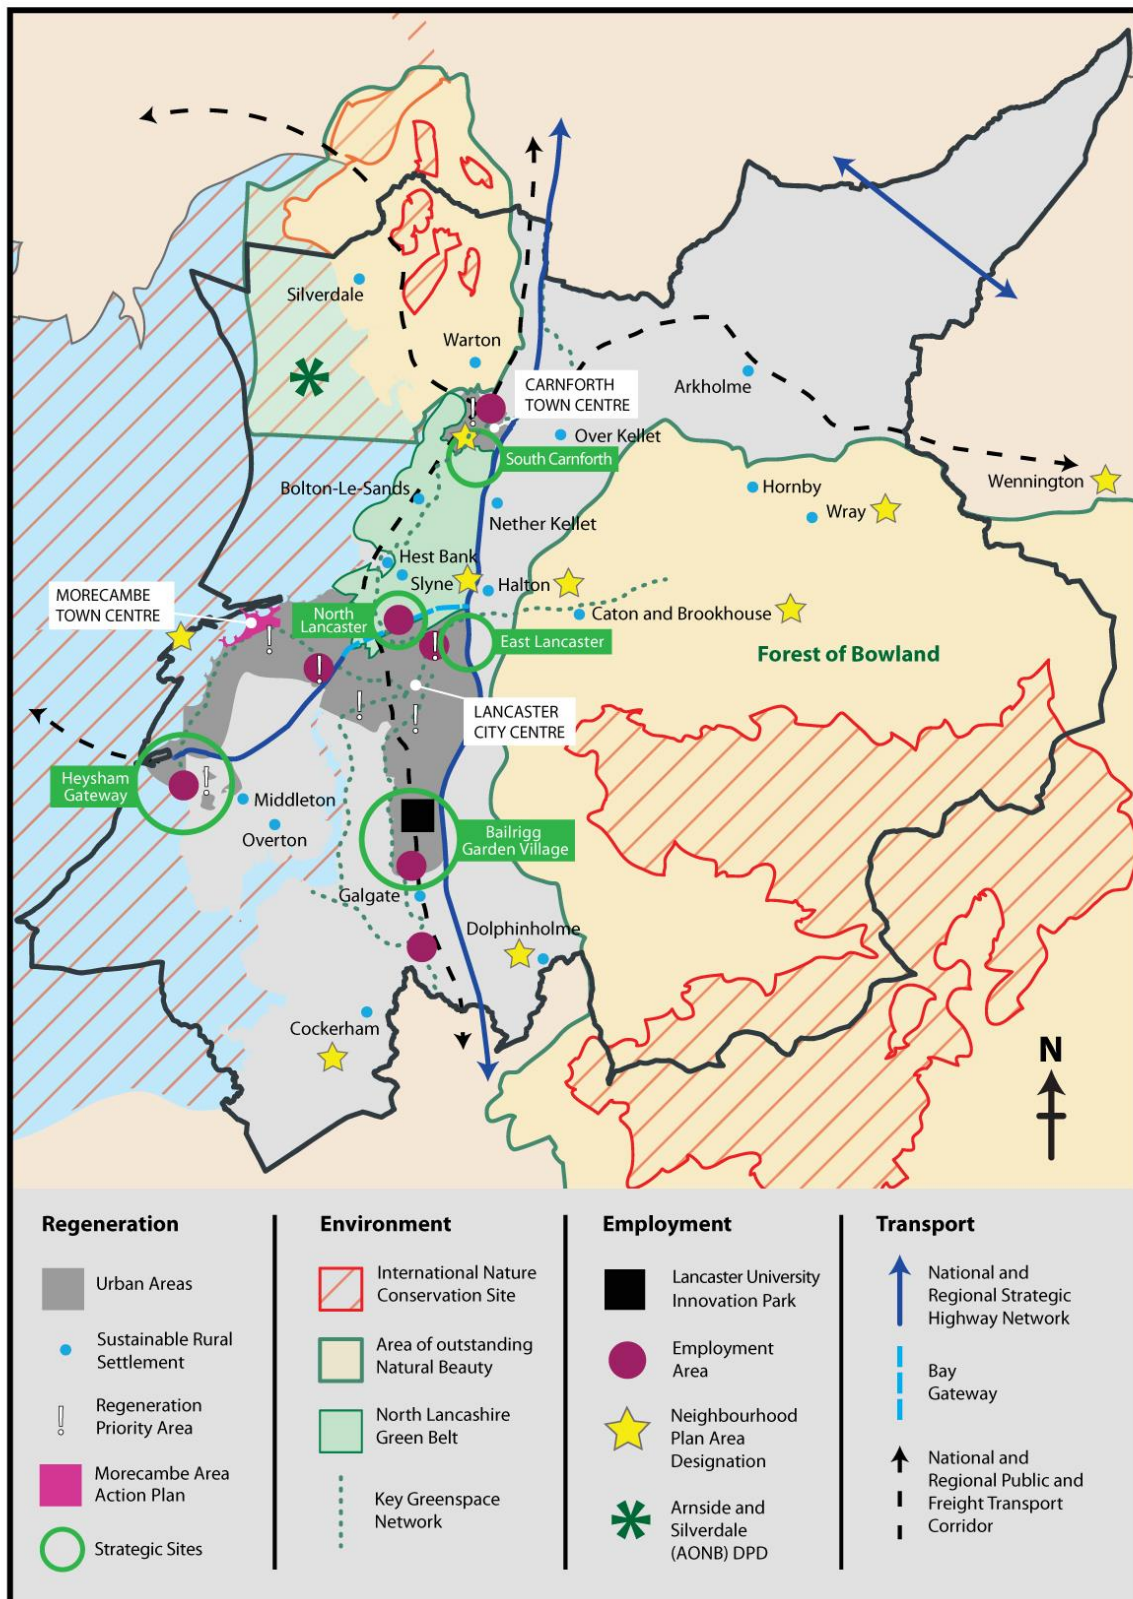 Silverdale
Warton
CARNFORTH
TOWN CENTRE
Arkholme
Over Kellet
South Carnforth
Wennington
Bolton-Le-Sands
Hornby
Nether Kellet
Wray
Hest Bank
Slyne
Halton
MORECAMBE
TOWN CENTRE
North
Lancaster
Caton and Brookhouse
East Lancaster
Forest of Bowland
LANCASTER
CITY CENTRE
Heysham
Gateway
Middleton
Overton
Bailrigg
Garden Village
Galgate
Dolphinholme
Cockerham
N
Regeneration
Urban Areas
Sustainable Rural
Settlement
Regeneration
Priority Area
Morecambe Area
Action Plan
Strategic Sites
Environment
International Nature
Conservation Site
Area of outstanding
Natural Beauty
North Lancashire
Green Belt
Key Greenspace
Network
Employment
Lancaster University
Innovation Park
Employment
Area
Neighbourhood
Plan Area
Designation
Arnside and
Silverdale
(AONB) DPD
Transport
National and
Regional Strategic
Highway Network
Bay
Gateway
National and
Regional Public and
Freight Transport
Corridor